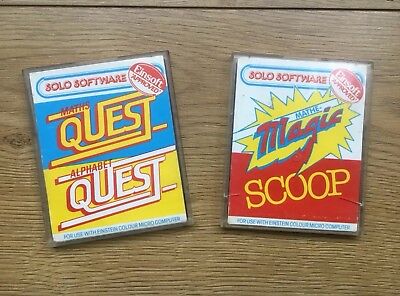 SOLO SOFTWARE
Einsoft
APPROVED
MATHS
QUEST
ALPHABET
QUEST
FOR USE WITH EINSTEIN COLOUR MICRO COMPUTER
SOLO SOFTWARE
Einsoft
APPROVED
MATHE-
Magic
SCOOP
FOR USE WITH EINSTEIN COLOUR MICRO COMPUTER